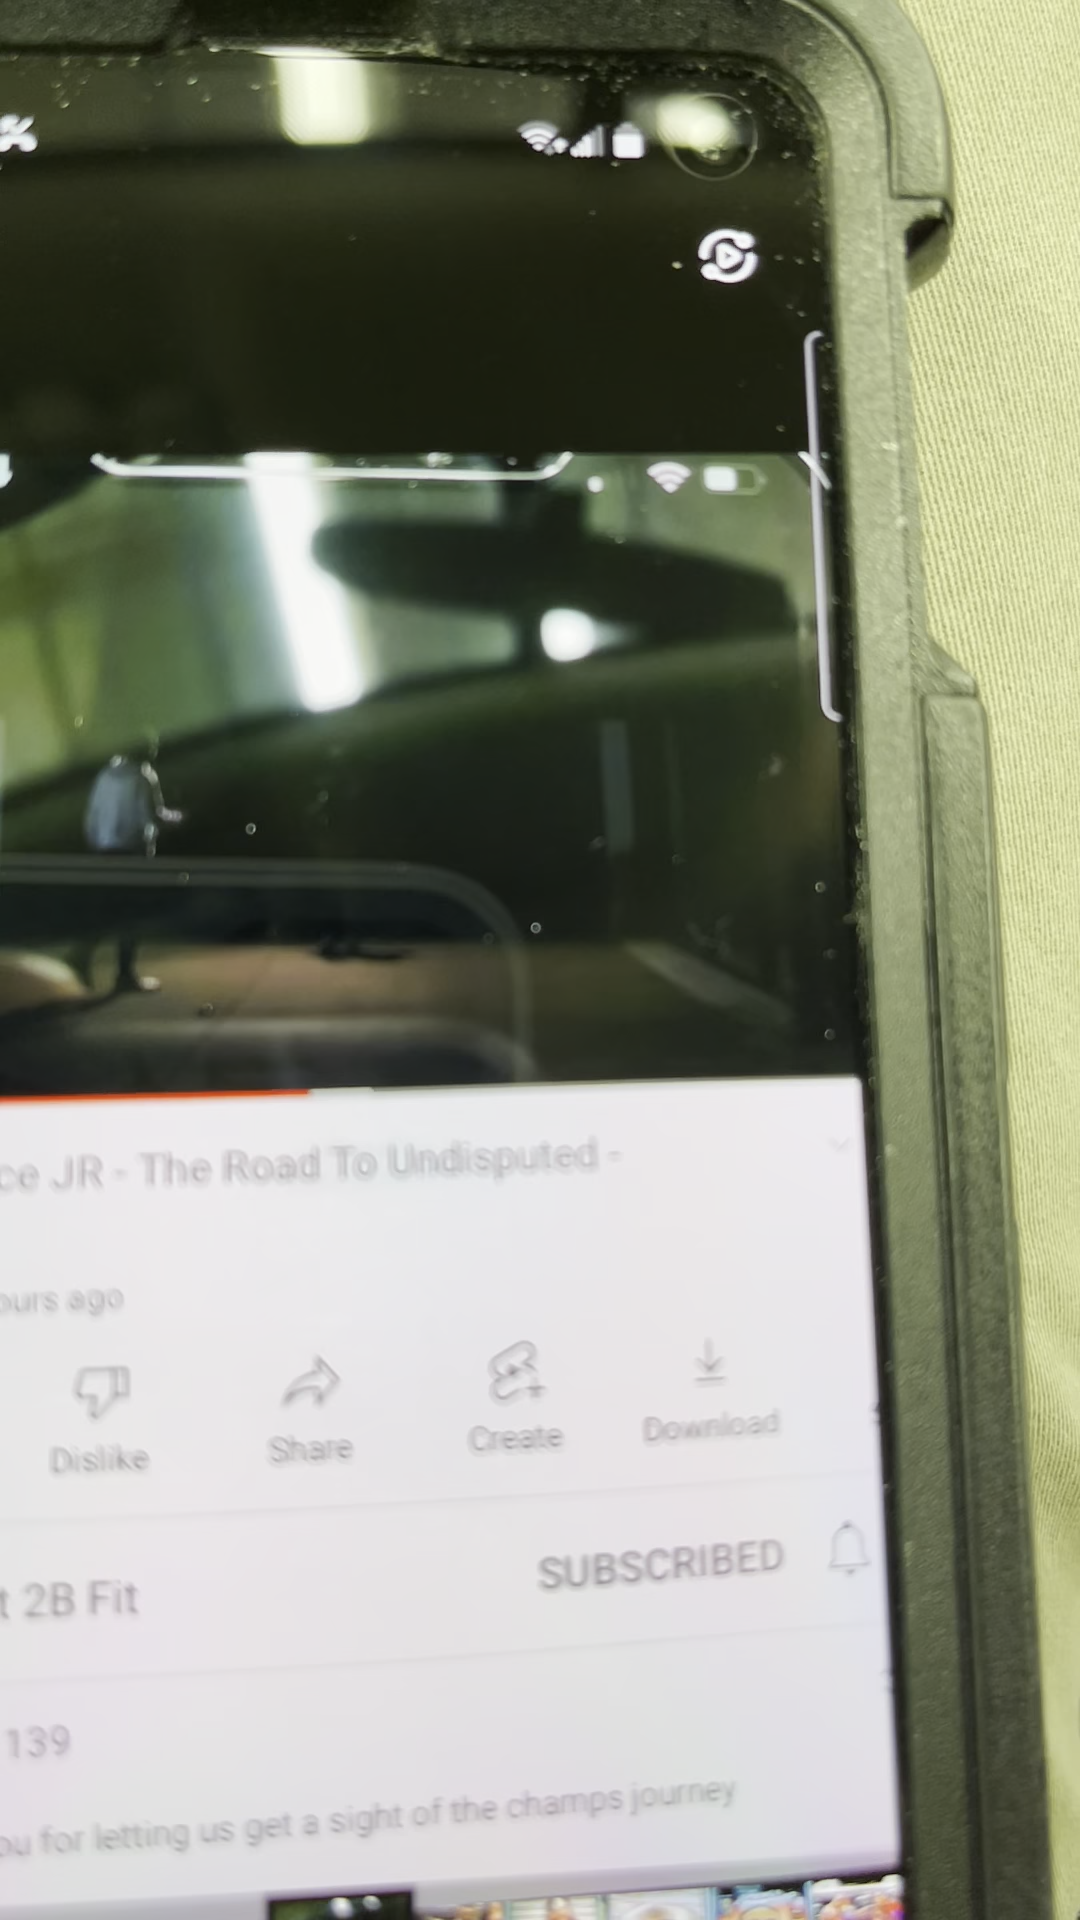 ce JR - The Road To Undisputed -
ours ago
Dislike
Share
Create
Download
t 2B Fit
SUBSCRIBED
139
ou for letting us get a sight of the champs journey